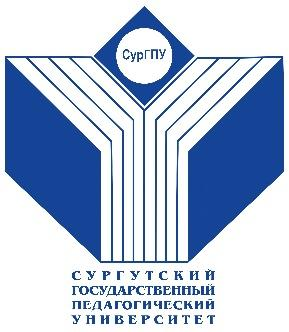 СурГПУ
СУРГУТСКИЙ
ГОСУДАРСТВЕННЫЙ
ПЕДАГОГИЧЕСКИЙ
УНИВЕРСИТЕТ